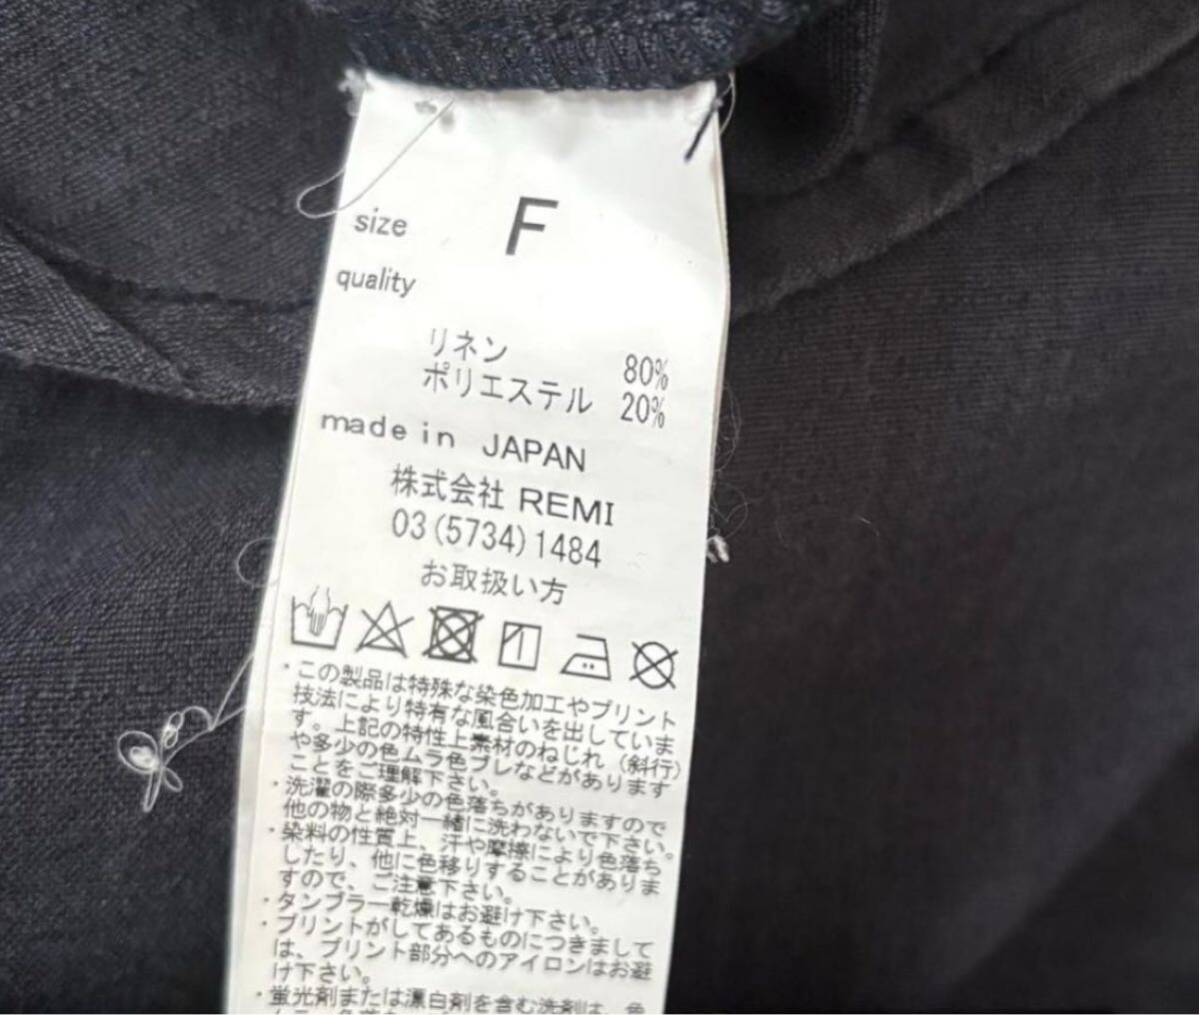 size F
quality
リネン 80%
ポリエステル 20%
made in JAPAN
株式会社 REMI
03(5734)1484
お取扱い方
・この製品は特殊な染色加工やプリント
技法により特有な風合いを出していま
す。上記の特性上素材のねじれ（斜行）
や多少の色ムラ色ブレなどがあります
ことをご理解下さい。
・洗濯の際多少の色落ちがありますので
他の物と絶対一緒に洗わないで下さい。
・染料の性質上、汗や摩擦により色落ち
したり、他に色移りすることがありま
すので、ご注意下さい。
・タンブラー乾燥はお避け下さい。
・プリントがしてあるものにつきまして
は、プリント部分へのアイロンはお避
け下さい。
・蛍光剤または漂白剤を含む洗剤は、色